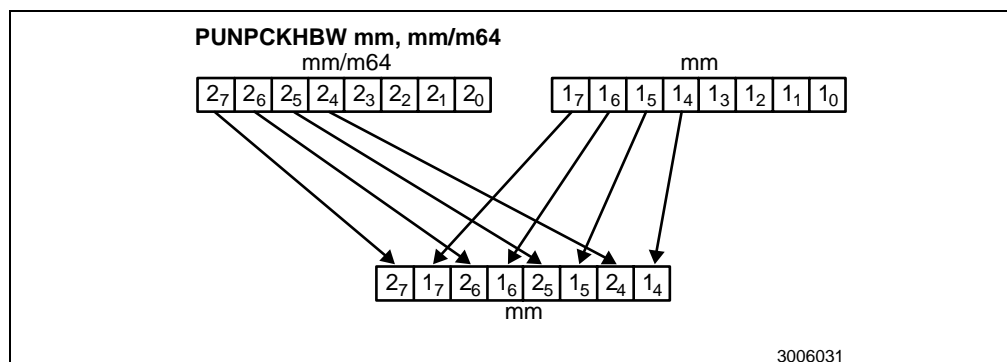 PUNPCKHBW mm, mm/m64
mm/m64 mm
2₇ 2₆ 2₅ 2₄ 2₃ 2₂ 2₁ 2₀ 1₇ 1₆ 1₅ 1₄ 1₃ 1₂ 1₁ 1₀
2₇ 1₇ 2₆ 1₆ 2₅ 1₅ 2₄ 1₄
mm
3006031